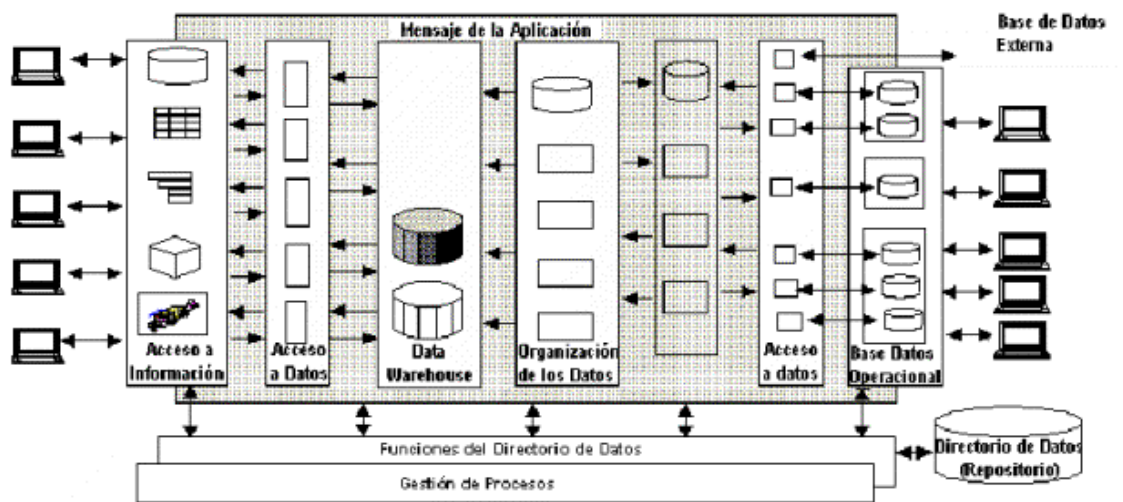 Mensaje de la Aplicación
Base de Datos
Externa
Acceso a
Información
Acceso
a Datos
Data
Warehouse
Organización
de los Datos
Acceso
a datos
Base Datos
Operacional
Funciones del Directorio de Datos
Gestión de Procesos
Directorio de Datos
(Repositorio)